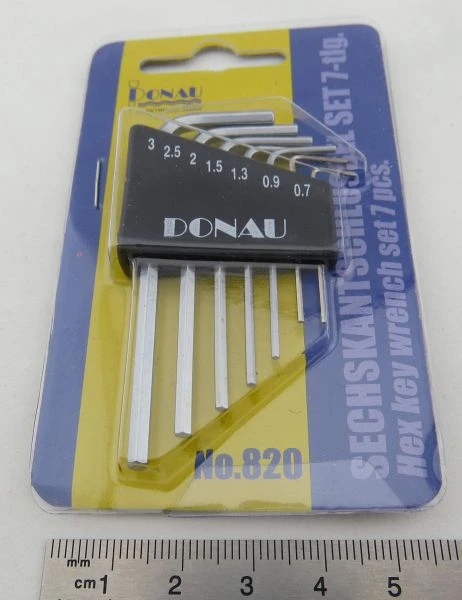 DONAU
3 2.5 2 1.5 1.3 0.9 0.7
DONAU
No.820
SECHSKANTSCHLÜSSEL SET 7-tlg.
Hex key wrench set 7 pcs.
mm
cm 1 2 3 4 5